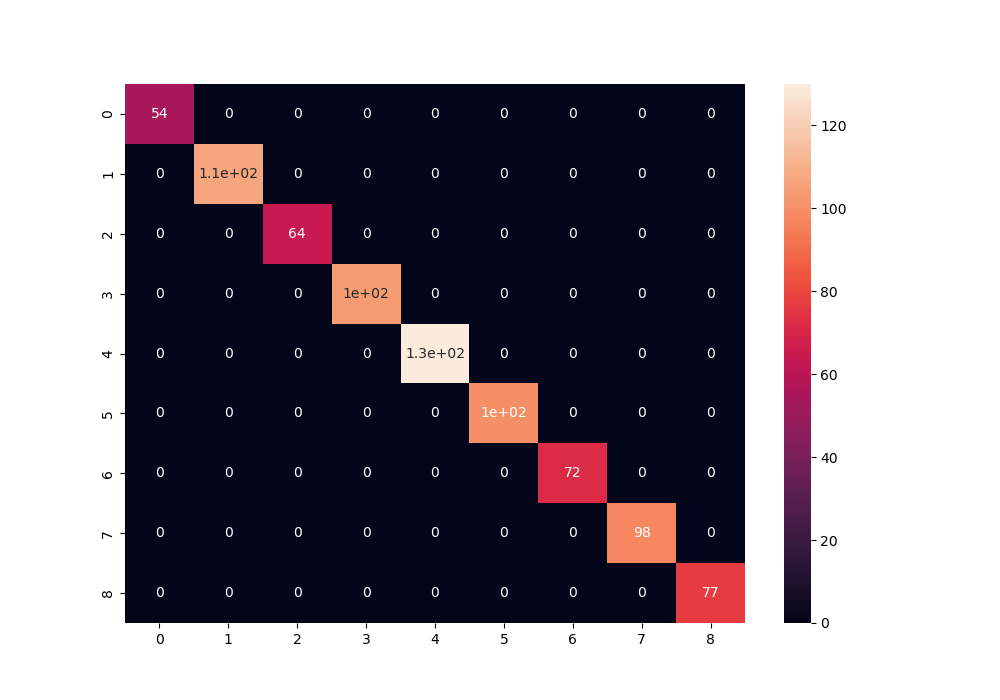 0 54 0 0 0 0 0 0 0 0
1 0 1.1e+02 0 0 0 0 0 0 0
2 0 0 64 0 0 0 0 0 0
3 0 0 0 1e+02 0 0 0 0 0
4 0 0 0 0 1.3e+02 0 0 0 0
5 0 0 0 0 0 1e+02 0 0 0
6 0 0 0 0 0 0 72 0 0
7 0 0 0 0 0 0 0 98 0
8 0 0 0 0 0 0 0 0 77
0 1 2 3 4 5 6 7 8
120
100
80
60
40
20
0